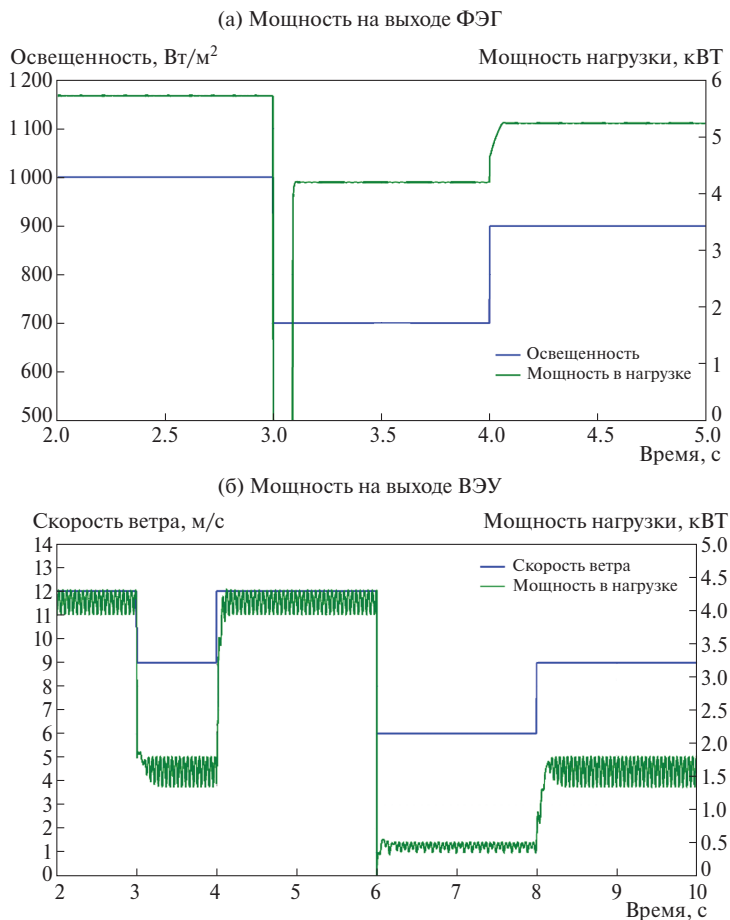 (а) Мощность на выходе ФЭГ
Освещенность, Вт/м²
Мощность нагрузки, кВТ
1 200
1 100
1 000
900
800
700
600
500
6
5
4
3
2
1
0
Освещенность
Мощность в нагрузке
2.0 2.5 3.0 3.5 4.0 4.5 5.0
Время, с
(б) Мощность на выходе ВЭУ
Скорость ветра, м/с
Мощность нагрузки, кВТ
14
13
12
11
10
9
8
7
6
5
4
3
2
1
0
5.0
4.5
4.0
3.5
3.2
2.5
2.0
1.5
1.0
0.5
0
Скорость ветра
Мощность в нагрузке
2 3 4 5 6 7 8 9 10
Время, с